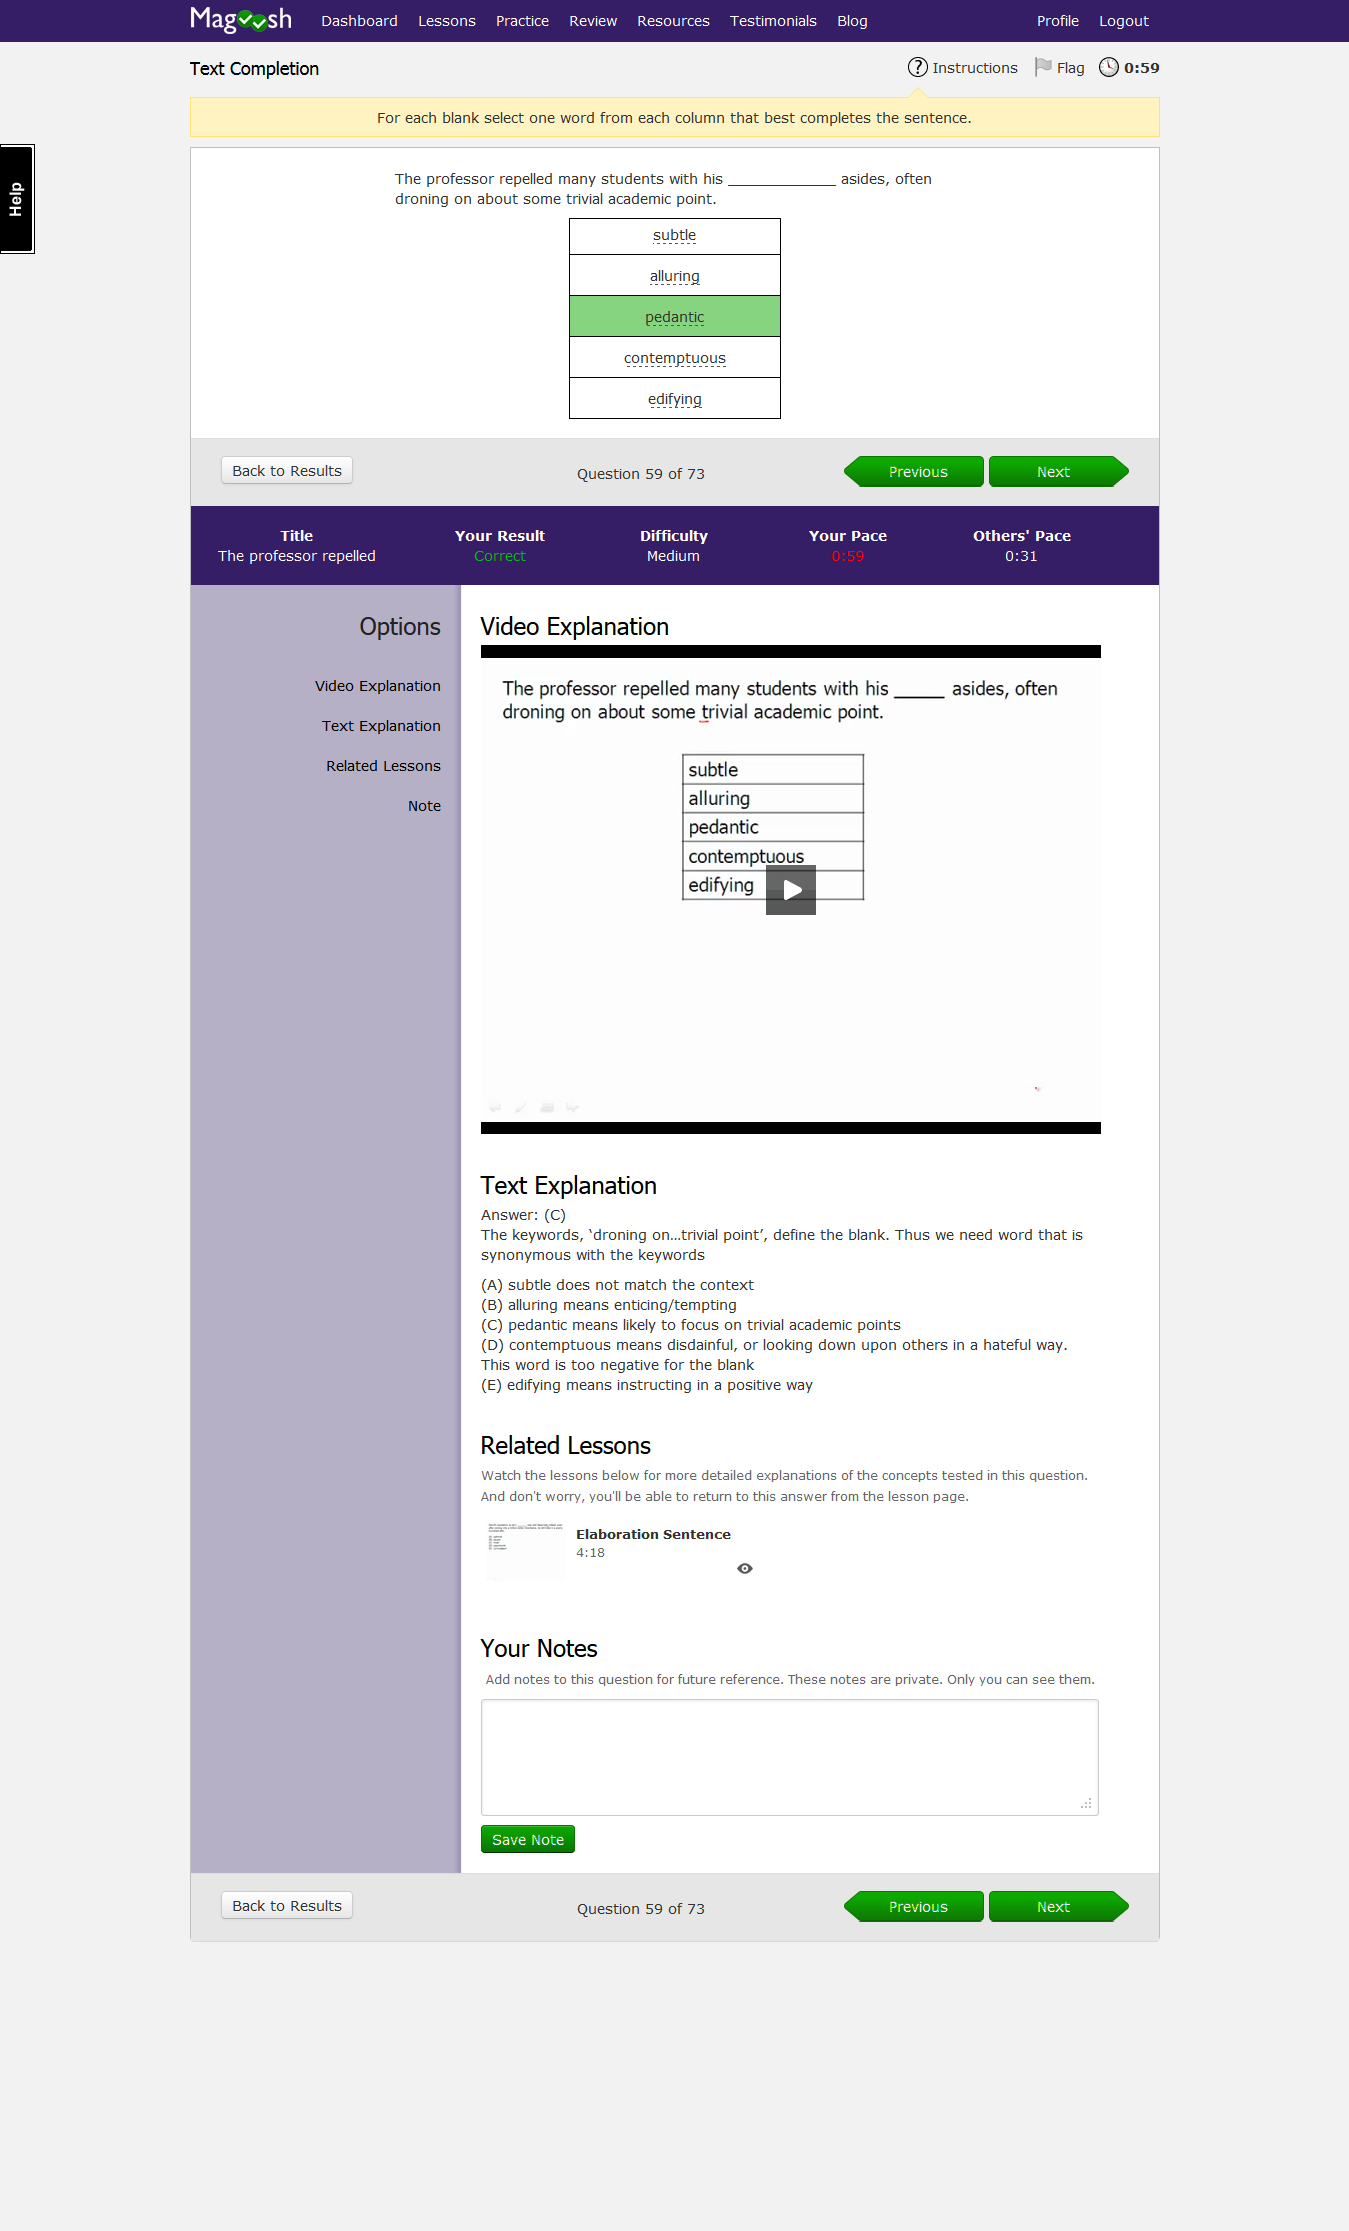 Magoosh Dashboard Lessons Practice Review Resources Testimonials Blog Profile Logout
Text Completion Instructions Flag 0:59
For each blank select one word from each column that best completes the sentence.
Help
The professor repelled many students with his _____________ asides, often
droning on about some trivial academic point.
subtle
alluring
pedantic
contemptuous
edifying
Back to Results Question 59 of 73 Previous Next
Title Your Result Difficulty Your Pace Others' Pace
The professor repelled Correct Medium 0:59 0:31
Options
Video Explanation
Text Explanation
Related Lessons
Note
Video Explanation
The professor repelled many students with his _____ asides, often
droning on about some trivial academic point.
subtle
alluring
pedantic
contemptuous
edifying
Text Explanation
Answer: (C)
The keywords, ‘droning on…trivial point’, define the blank. Thus we need word that is
synonymous with the keywords
(A) subtle does not match the context
(B) alluring means enticing/tempting
(C) pedantic means likely to focus on trivial academic points
(D) contemptuous means disdainful, or looking down upon others in a hateful way.
This word is too negative for the blank
(E) edifying means instructing in a positive way
Related Lessons
Watch the lessons below for more detailed explanations of the concepts tested in this question.
And don't worry, you'll be able to return to this answer from the lesson page.
Elaboration Sentence
4:18
Your Notes
Add notes to this question for future reference. These notes are private. Only you can see them.
Save Note
Back to Results Question 59 of 73 Previous Next